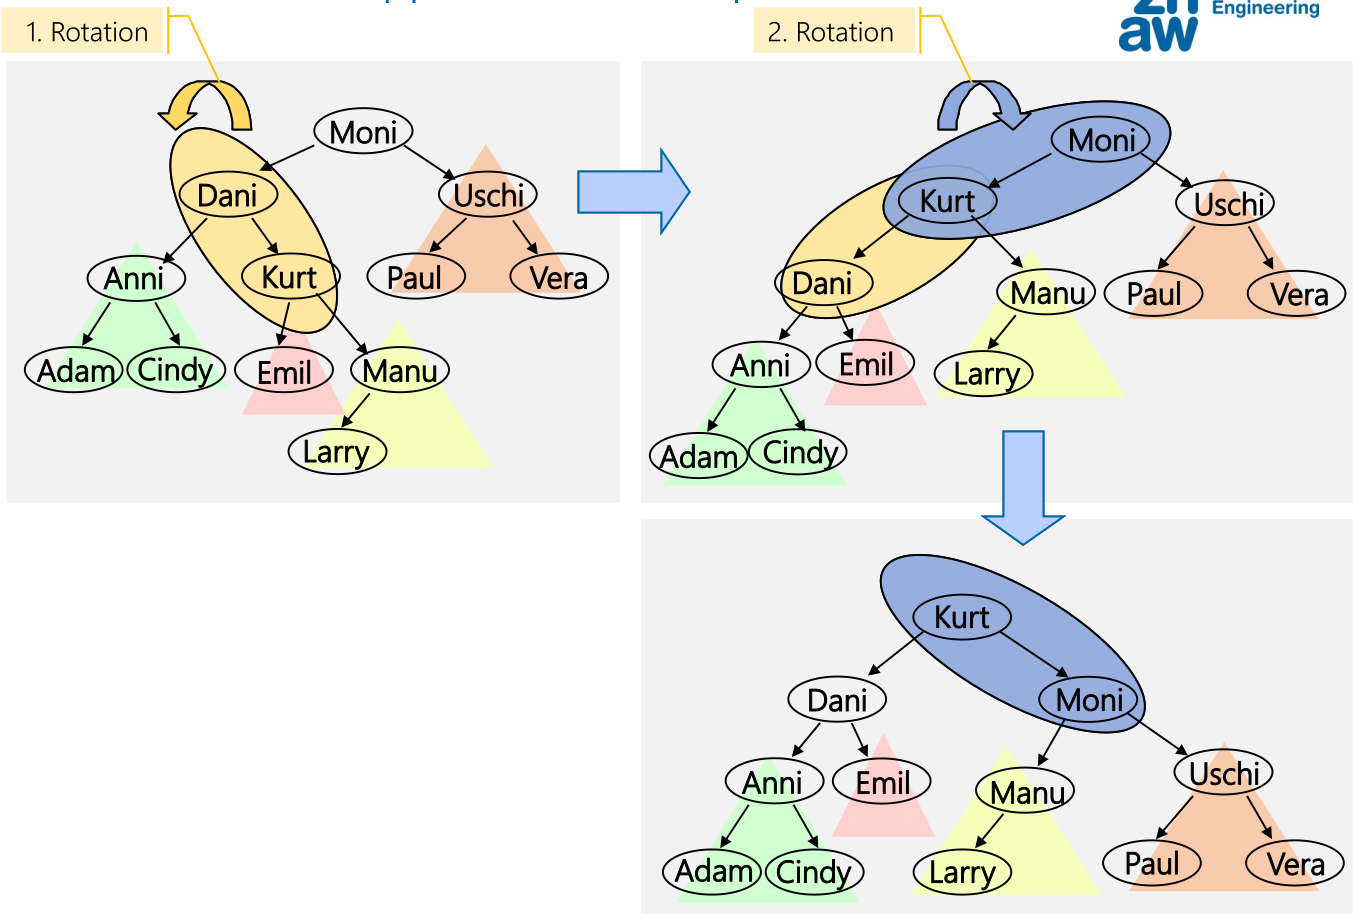 1. Rotation
2. Rotation
Engineering
aw
Moni
Dani
Uschi
Anni
Kurt
Paul
Vera
Adam
Cindy
Emil
Manu
Larry
Moni
Kurt
Uschi
Dani
Manu
Paul
Vera
Anni
Emil
Larry
Adam
Cindy
Kurt
Dani
Moni
Anni
Emil
Manu
Uschi
Adam
Cindy
Larry
Paul
Vera